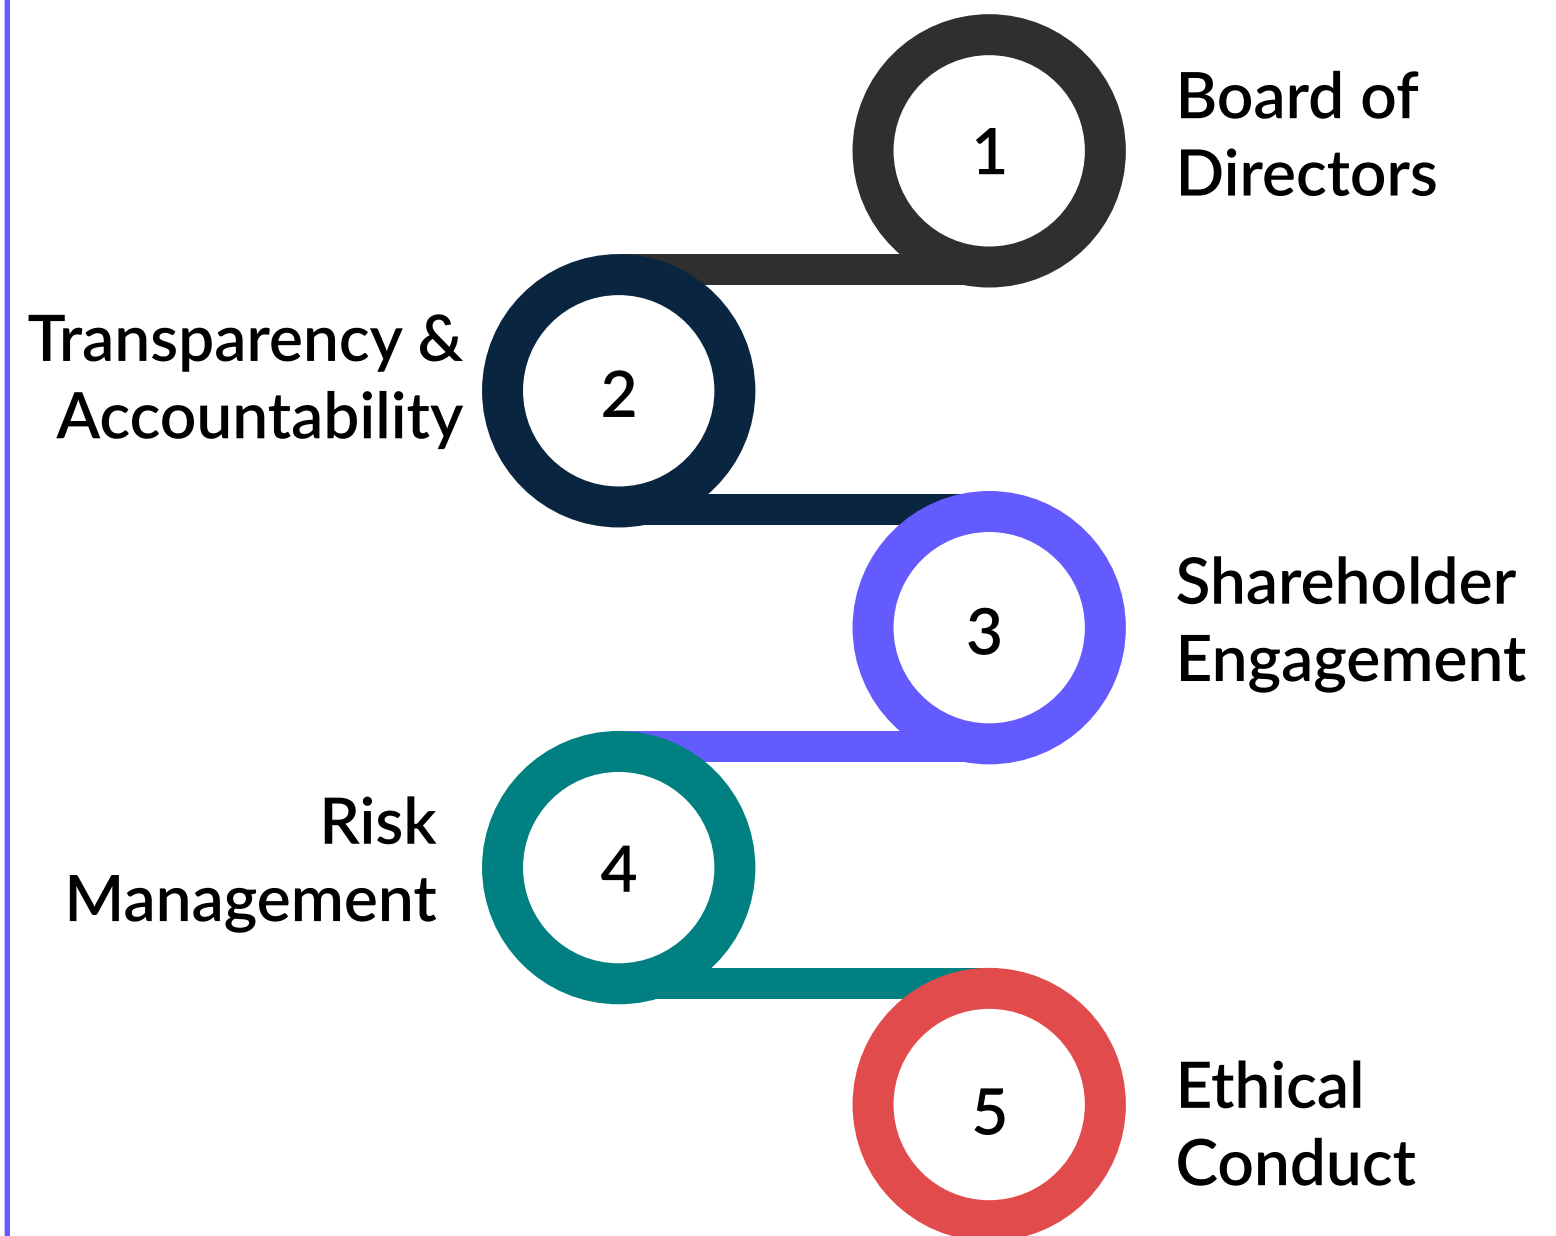 1
Board of
Directors
Transparency &
Accountability
2
3
Shareholder
Engagement
Risk
Management
4
5
Ethical
Conduct